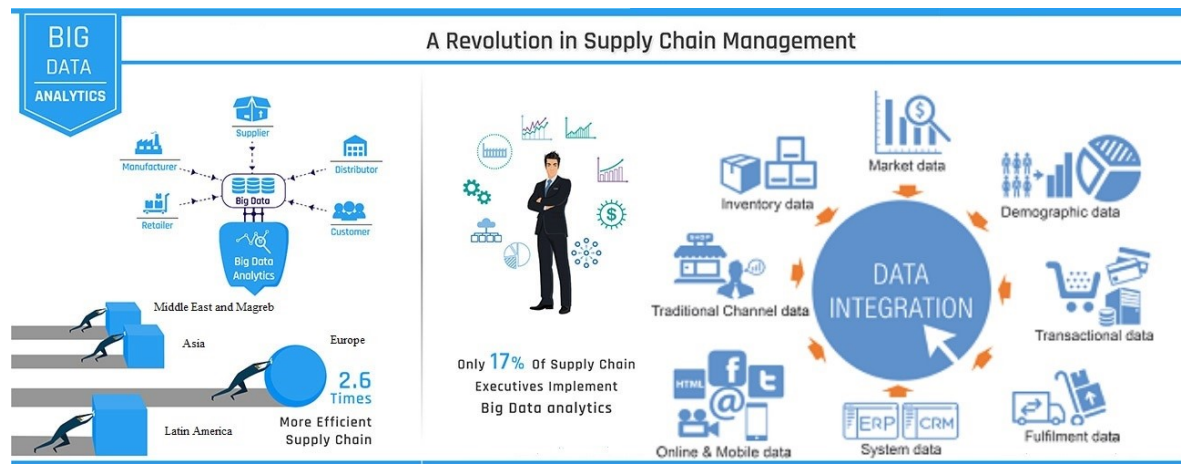 BIG
DATA
ANALYTICS
A Revolution in Supply Chain Management
Supplier
Manufacturer
Distributor
Big Data
Retailer
Customer
Big Data
Analytics
Middle East and Magreb
Asia
Europe
2.6
Times
More Efficient
Supply Chain
Latin America
Only 17% Of Supply Chain
Executives Implement
Big Data analytics
Market data
Inventory data
Demographic data
SHOP
Traditional Channel data
DATA
INTEGRATION
Transactional data
HTML
f
t
@
Online & Mobile data
ERP
CRM
System data
Fulfilment data